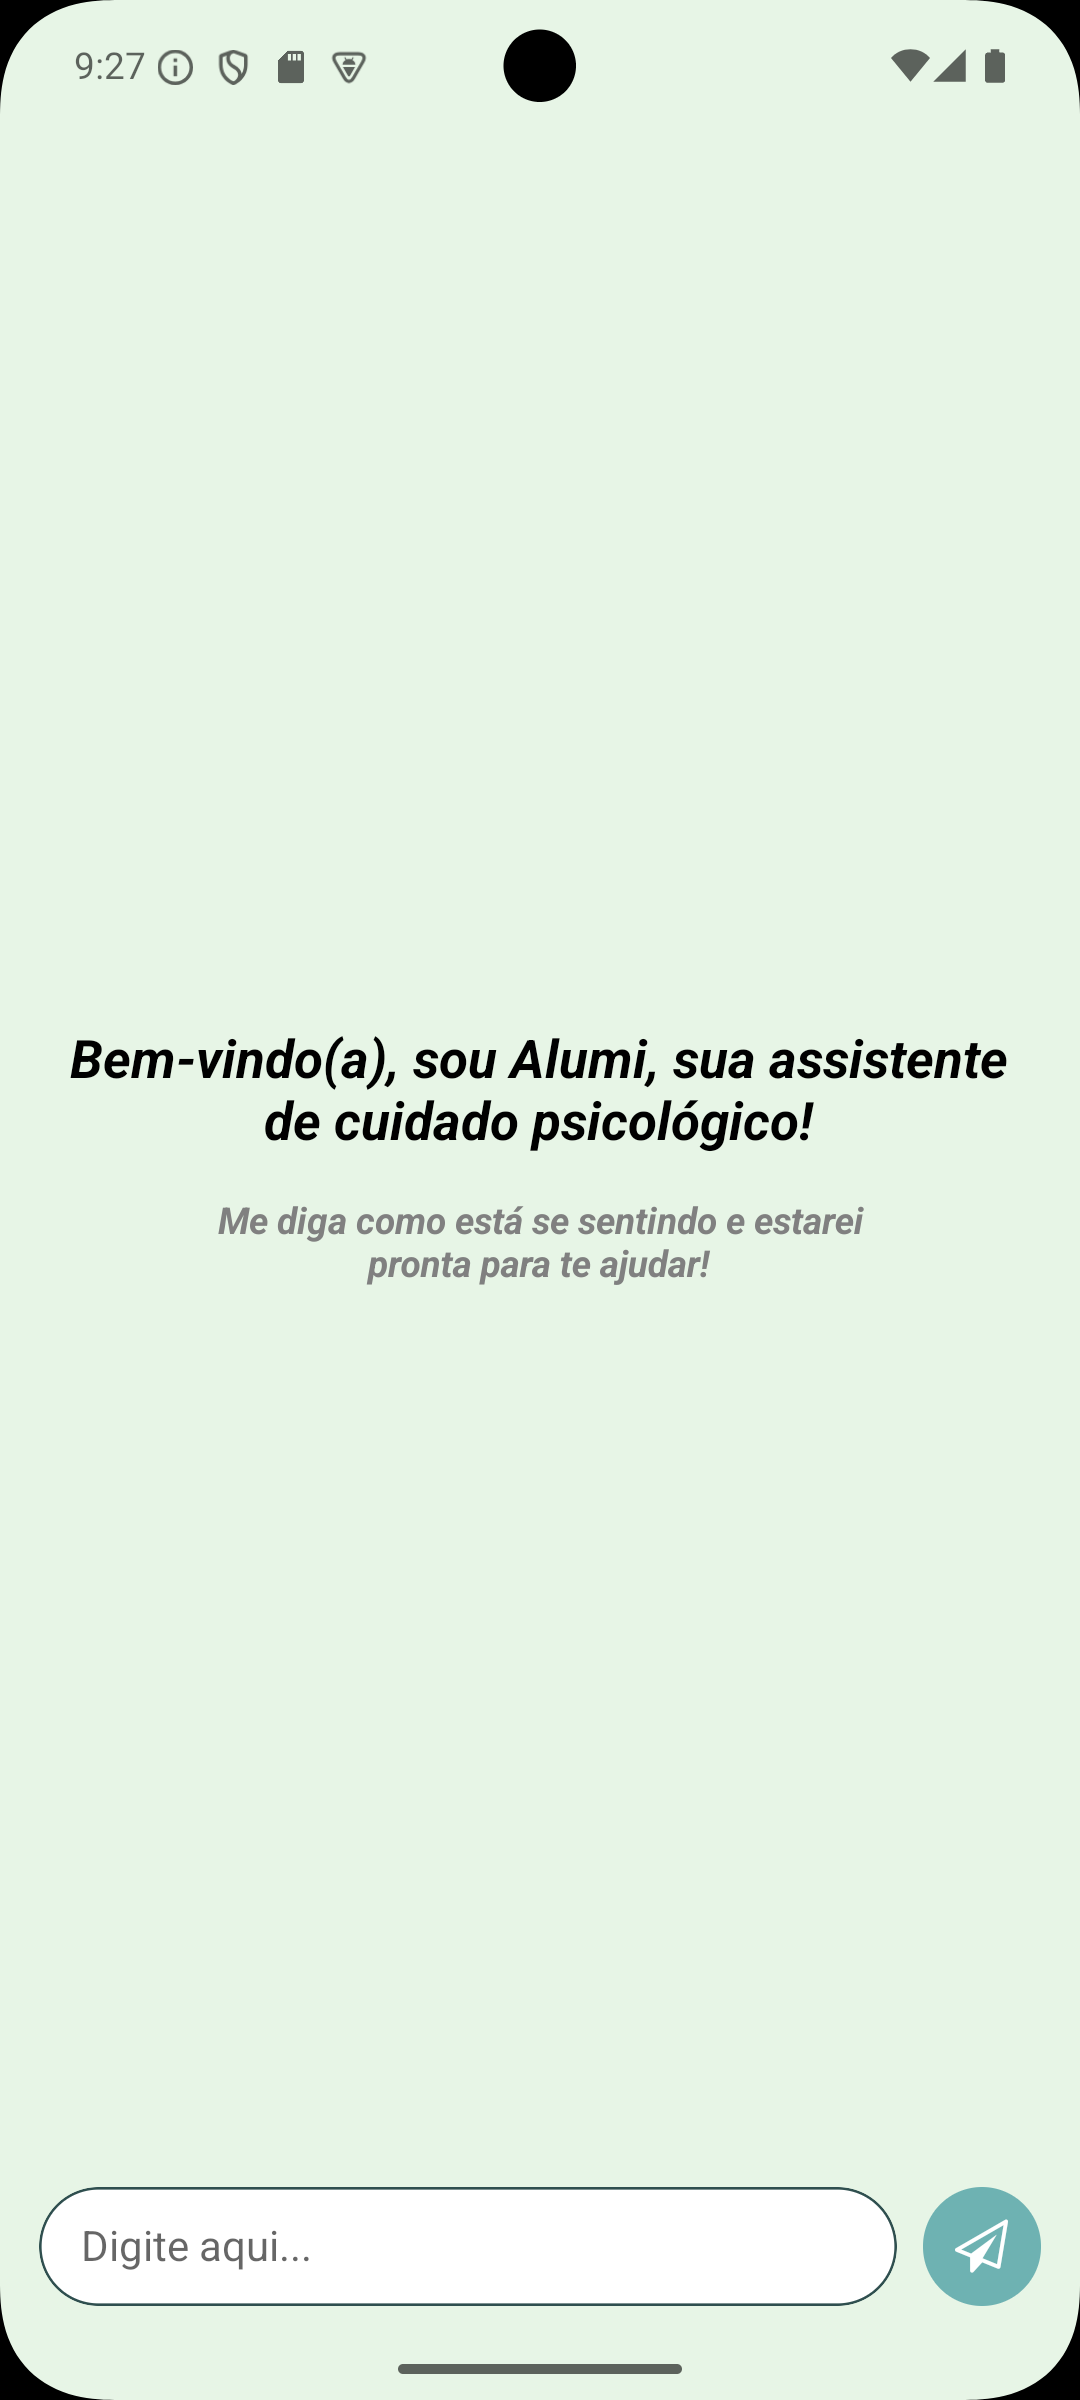 9:27
Bem-vindo(a), sou Alumi, sua assistente
de cuidado psicológico!
Me diga como está se sentindo e estarei
pronta para te ajudar!
Digite aqui...